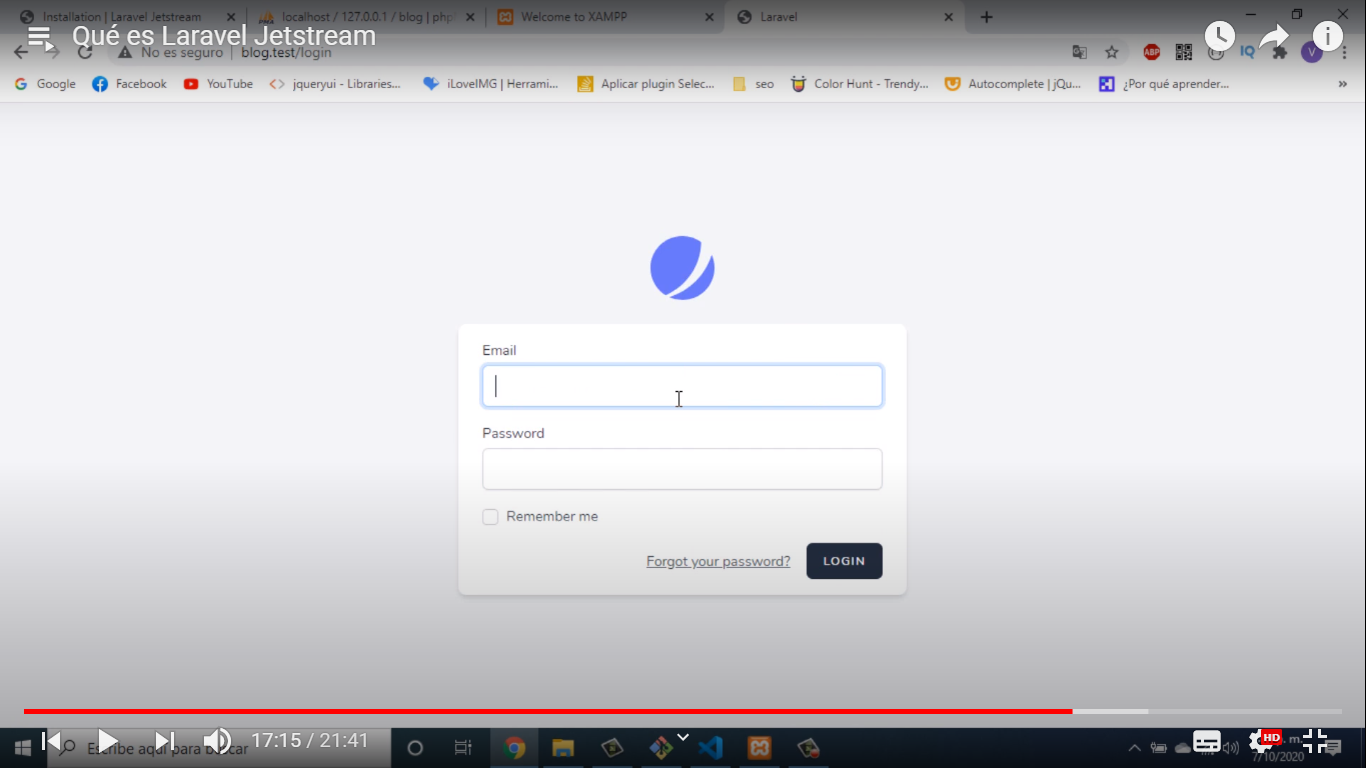 Installation | Laravel Jetstream
localhost / 127.0.0.1 / blog | php
Welcome to XAMPP
Laravel
Qué es Laravel Jetstream
No es seguro | blog.test/login
ABP
IQ
V
Google
Facebook
YouTube
jqueryui - Libraries...
iLoveIMG | Herrami...
Aplicar plugin Selec...
seo
Color Hunt - Trendy...
Autocomplete | jQu...
¿Por qué aprender...
Email
Password
Remember me
Forgot your password?
LOGIN
17:15 / 21:41
Escribe aquí para buscar
HD
7/10/2020